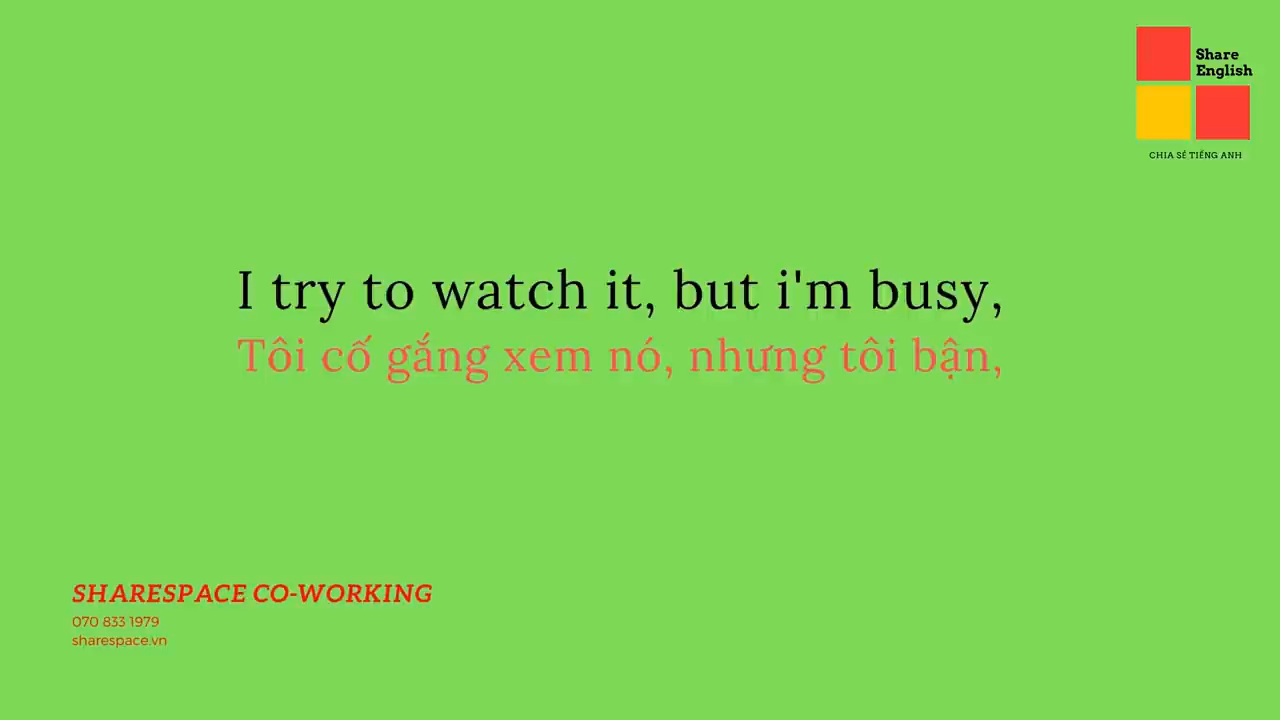 Share
English
CHIA SẺ TIẾNG ANH
I try to watch it, but i'm busy,
Tôi cố gắng xem nó, nhưng tôi bận,
SHARESPACE CO-WORKING
070 833 1979
sharespace.vn